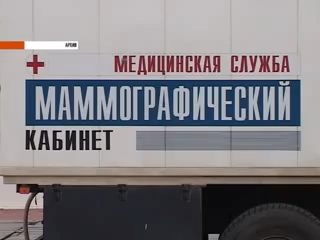 АРХИВ
МЕДИЦИНСКАЯ СЛУЖБА
МАММОГРАФИЧЕСКИЙ
КАБИНЕТ